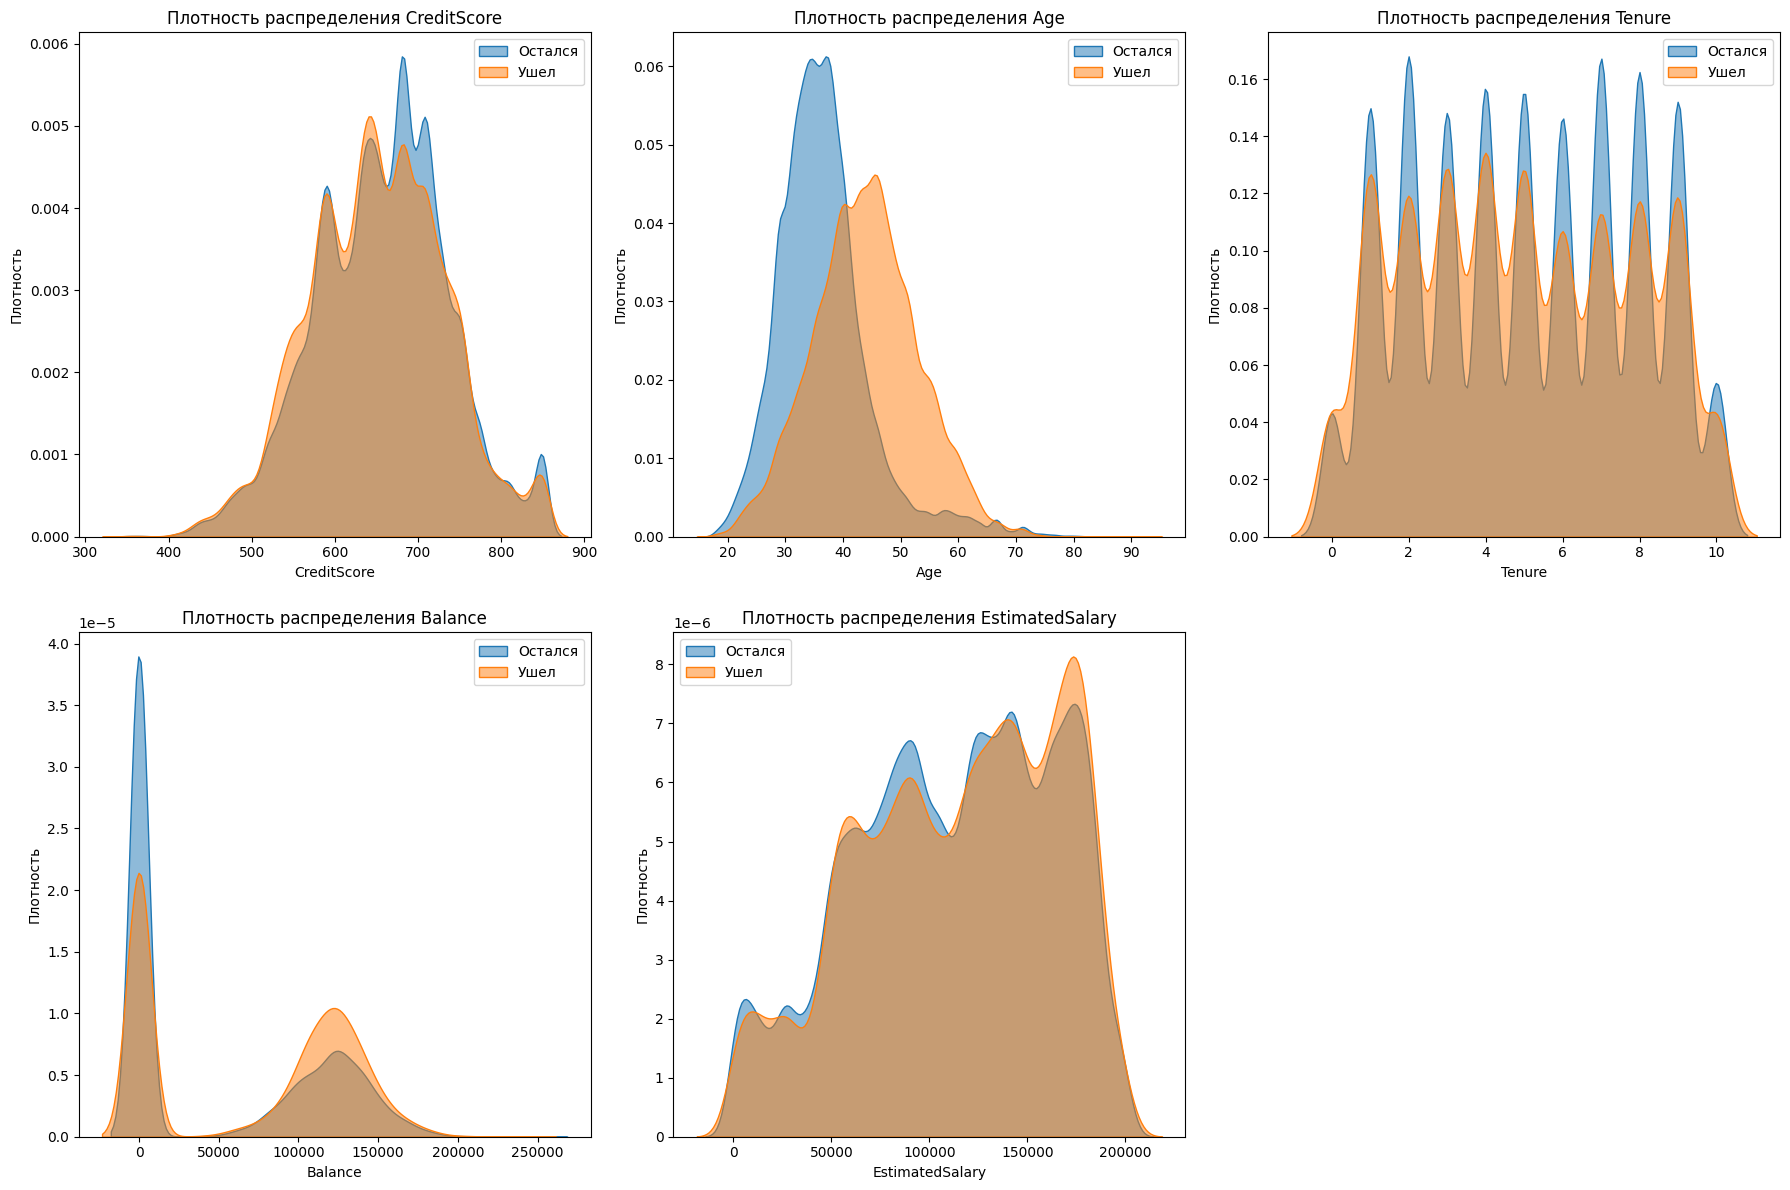 Плотность распределения CreditScore
Остался
Ушел
0.006
0.005
0.004
0.003
0.002
0.001
0.000
Плотность
300 400 500 600 700 800 900
CreditScore
Плотность распределения Age
Остался
Ушел
0.06
0.05
0.04
0.03
0.02
0.01
0.00
Плотность
20 30 40 50 60 70 80 90
Age
Плотность распределения Tenure
Остался
Ушел
0.16
0.14
0.12
0.10
0.08
0.06
0.04
0.02
0.00
Плотность
0 2 4 6 8 10
Tenure
Плотность распределения Balance
1e−5
Остался
Ушел
4.0
3.5
3.0
2.5
2.0
1.5
1.0
0.5
0.0
Плотность
0 50000 100000 150000 200000 250000
Balance
Плотность распределения EstimatedSalary
1e−6
Остался
Ушел
8
7
6
5
4
3
2
1
0
Плотность
0 50000 100000 150000 200000
EstimatedSalary